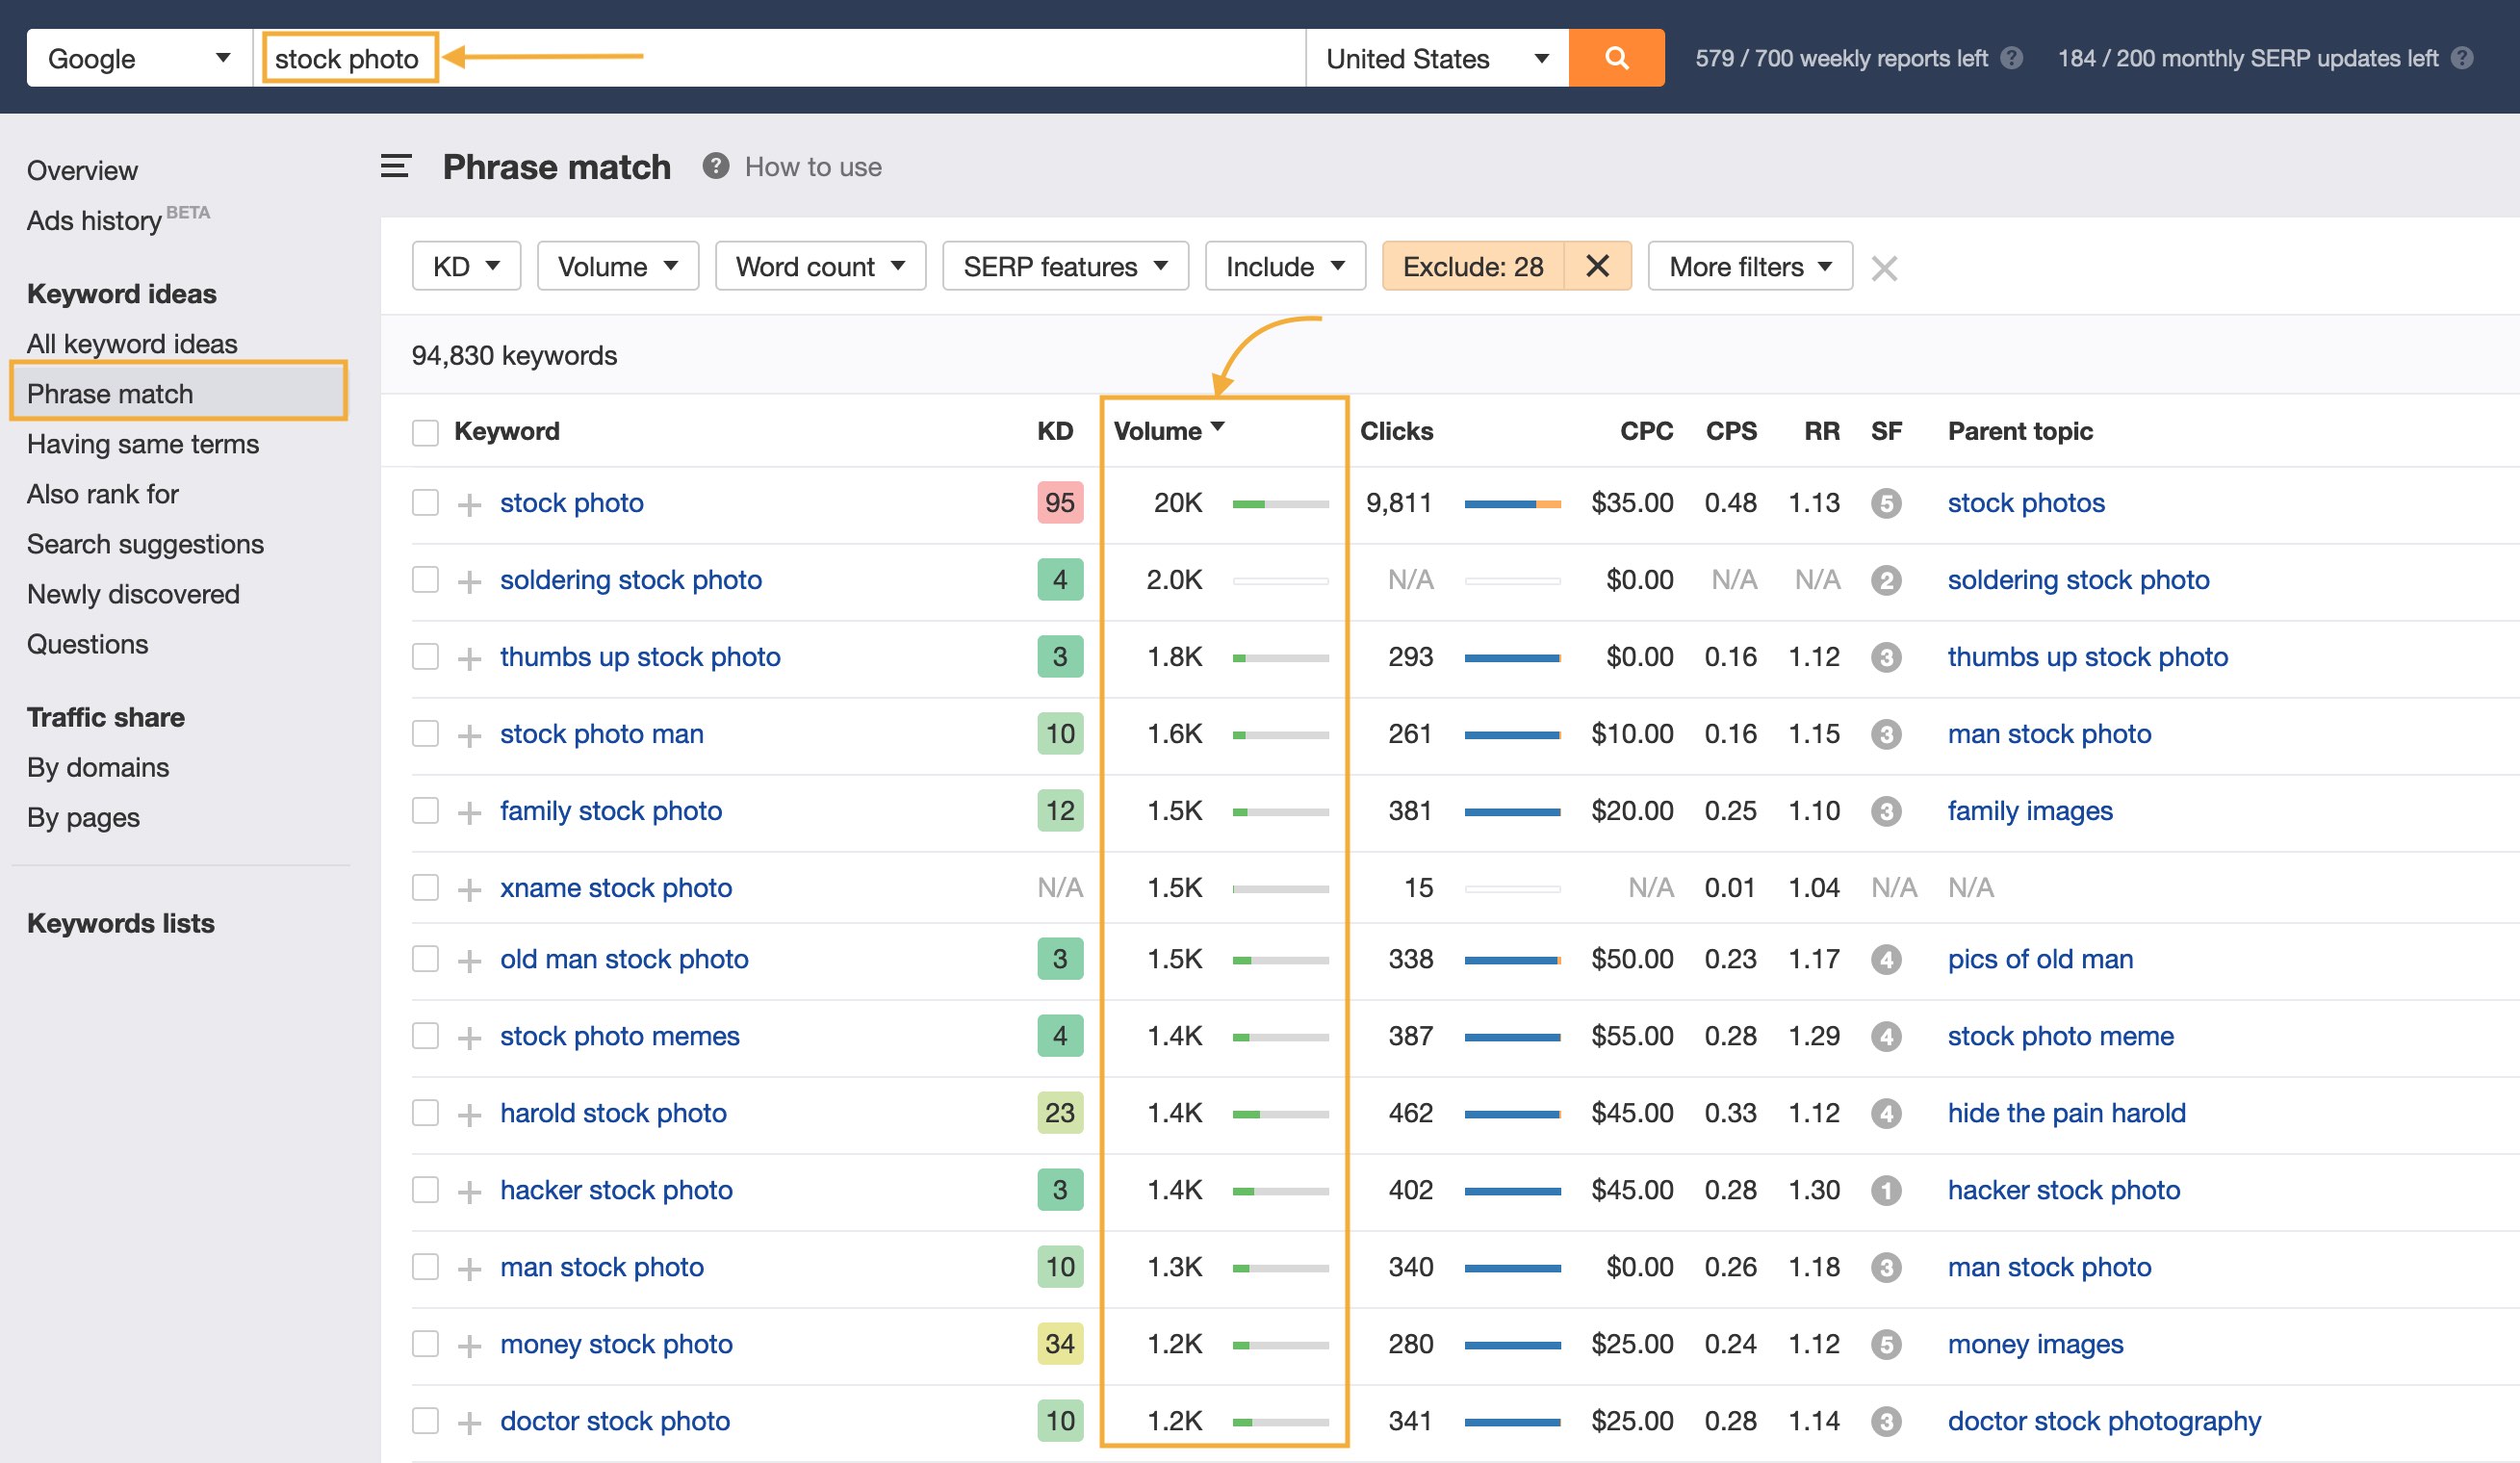 Google stock photo United States 579 / 700 weekly reports left ? 184 / 200 monthly SERP updates left ?
Overview
Ads history BETA
Keyword ideas
All keyword ideas
Phrase match
Having same terms
Also rank for
Search suggestions
Newly discovered
Questions
Traffic share
By domains
By pages
Keywords lists
Phrase match ? How to use
KD Volume Word count SERP features Include Exclude: 28 More filters
94,830 keywords
Keyword KD Volume Clicks CPC CPS RR SF Parent topic
stock photo 95 20K 9,811 $35.00 0.48 1.13 5 stock photos
soldering stock photo 4 2.0K N/A $0.00 N/A N/A 2 soldering stock photo
thumbs up stock photo 3 1.8K 293 $0.00 0.16 1.12 3 thumbs up stock photo
stock photo man 10 1.6K 261 $10.00 0.16 1.15 3 man stock photo
family stock photo 12 1.5K 381 $20.00 0.25 1.10 3 family images
xname stock photo N/A 1.5K 15 N/A 0.01 1.04 N/A N/A
old man stock photo 3 1.5K 338 $50.00 0.23 1.17 4 pics of old man
stock photo memes 4 1.4K 387 $55.00 0.28 1.29 4 stock photo meme
harold stock photo 23 1.4K 462 $45.00 0.33 1.12 4 hide the pain harold
hacker stock photo 3 1.4K 402 $45.00 0.28 1.30 1 hacker stock photo
man stock photo 10 1.3K 340 $0.00 0.26 1.18 3 man stock photo
money stock photo 34 1.2K 280 $25.00 0.24 1.12 5 money images
doctor stock photo 10 1.2K 341 $25.00 0.28 1.14 3 doctor stock photography